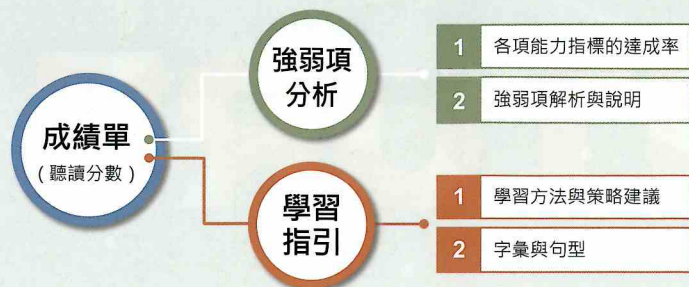 成績單
(聽讀分數)
強弱項
分析
1 各項能力指標的達成率
2 強弱項解析與說明
學習
指引
1 學習方法與策略建議
2 字彙與句型